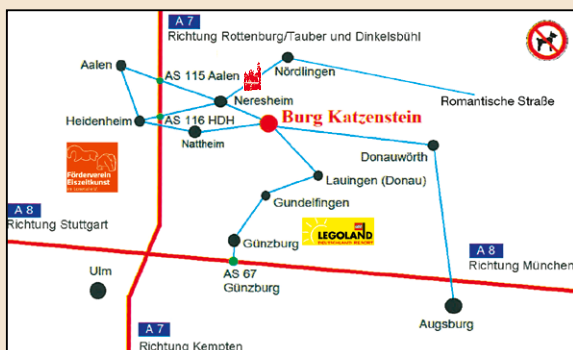 A 7
Richtung Rottenburg/Tauber und Dinkelsbühl
Aalen
AS 115 Aalen
Nördlingen
Neresheim
Romantische Straße
Heidenheim
AS 116 HDH
Burg Katzenstein
Nattheim
Donauwörth
Förderverein
Eiszeitkunst
Lauingen (Donau)
Gundelfingen
A 8
Richtung Stuttgart
LEGOLAND
Günzburg
A 8
Richtung München
Ulm
AS 67
Günzburg
Augsburg
A 7
Richtung Kempten